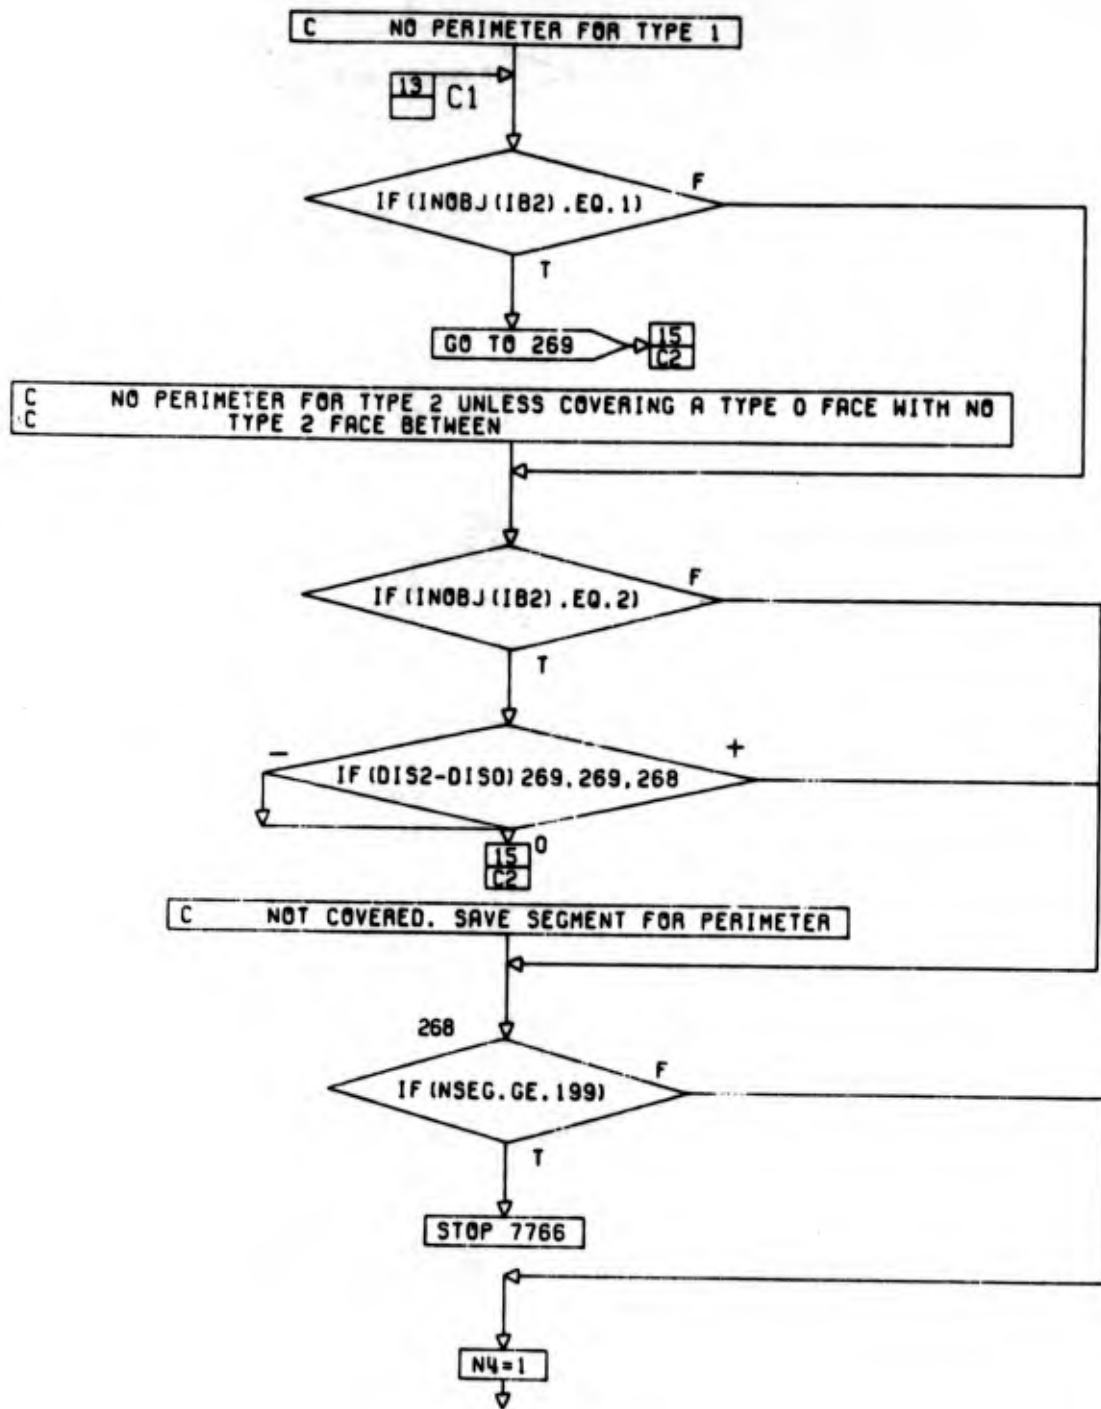 C NO PERIMETER FOR TYPE 1
13
C1
IF(INOBJ(IB2).EQ.1)
F
T
GO TO 269
15
C2
C NO PERIMETER FOR TYPE 2 UNLESS COVERING A TYPE 0 FACE WITH NO
C TYPE 2 FACE BETWEEN
IF(INOBJ(IB2).EQ.2)
F
T
-
+
IF(DIS2-DIS0)269,269,268
0
15
C2
C NOT COVERED. SAVE SEGMENT FOR PERIMETER
268
IF(NSEG.GE.199)
F
T
STOP 7766
N4=1